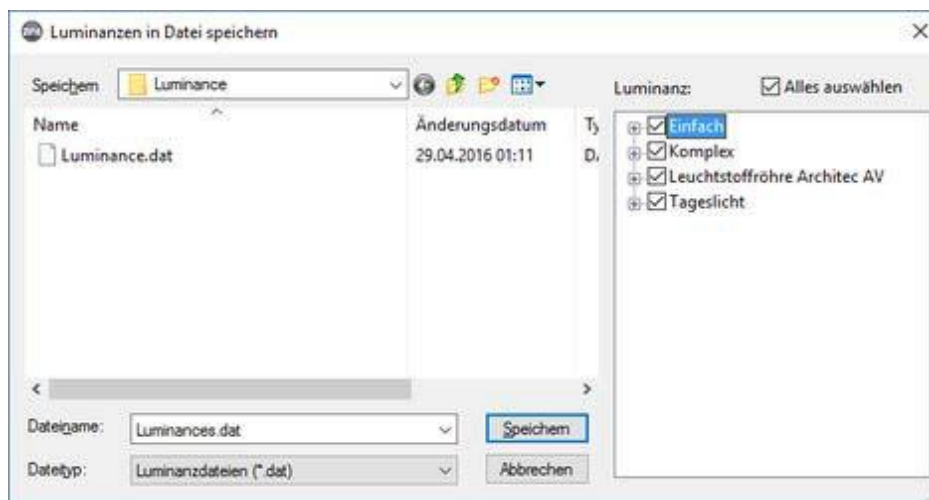 Luminanzen in Datei speichern
Speichern Luminance
Luminanz: Alles auswählen
Name Änderungsdatum
Luminance.dat 29.04.2016 01:11
Einfach
Komplex
Leuchtstoffröhre Architec AV
Tageslicht
Dateiname: Luminances.dat Speichern
Dateityp: Luminanzdateien (*.dat) Abbrechen